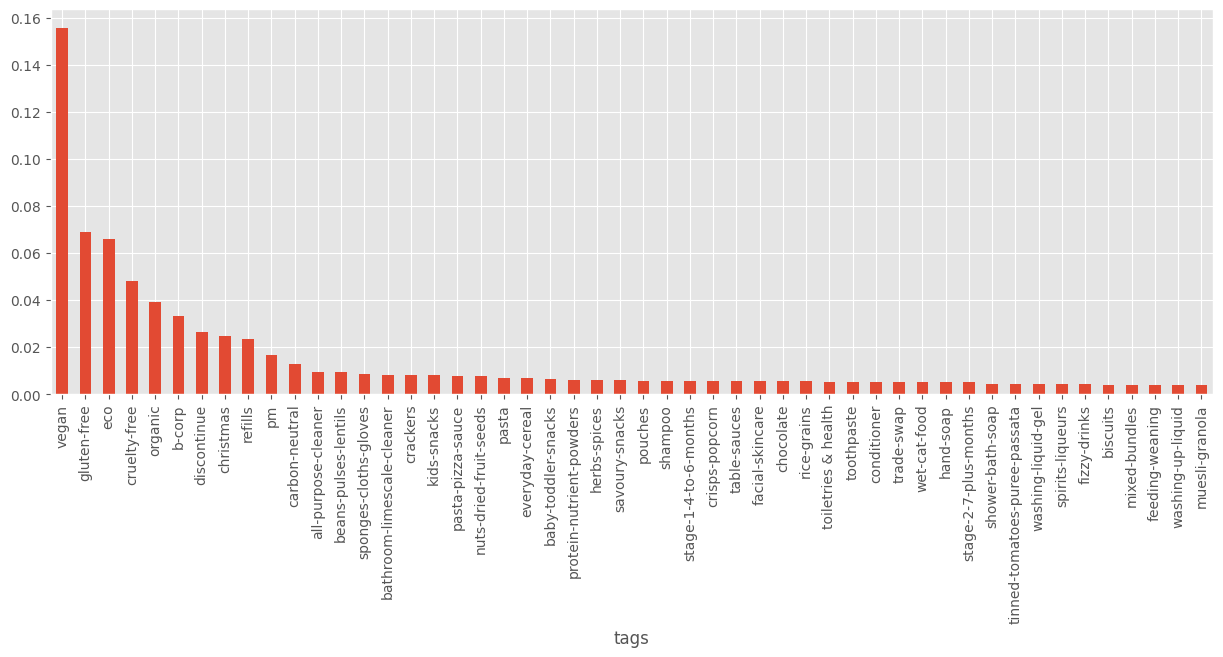 0.16
0.14
0.12
0.10
0.08
0.06
0.04
0.02
0.00
vegan
gluten-free
eco
cruelty-free
organic
b-corp
discontinue
christmas
refills
pm
carbon-neutral
all-purpose-cleaner
beans-pulses-lentils
sponges-cloths-gloves
bathroom-limescale-cleaner
crackers
kids-snacks
pasta-pizza-sauce
nuts-dried-fruit-seeds
pasta
everyday-cereal
baby-toddler-snacks
protein-nutrient-powders
herbs-spices
savoury-snacks
pouches
shampoo
stage-1-4-to-6-months
crisps-popcorn
table-sauces
facial-skincare
chocolate
rice-grains
toiletries & health
toothpaste
conditioner
trade-swap
wet-cat-food
hand-soap
stage-2-7-plus-months
shower-bath-soap
tinned-tomatoes-puree-passata
washing-liquid-gel
spirits-liqueurs
fizzy-drinks
biscuits
mixed-bundles
feeding-weaning
washing-up-liquid
muesli-granola
tags